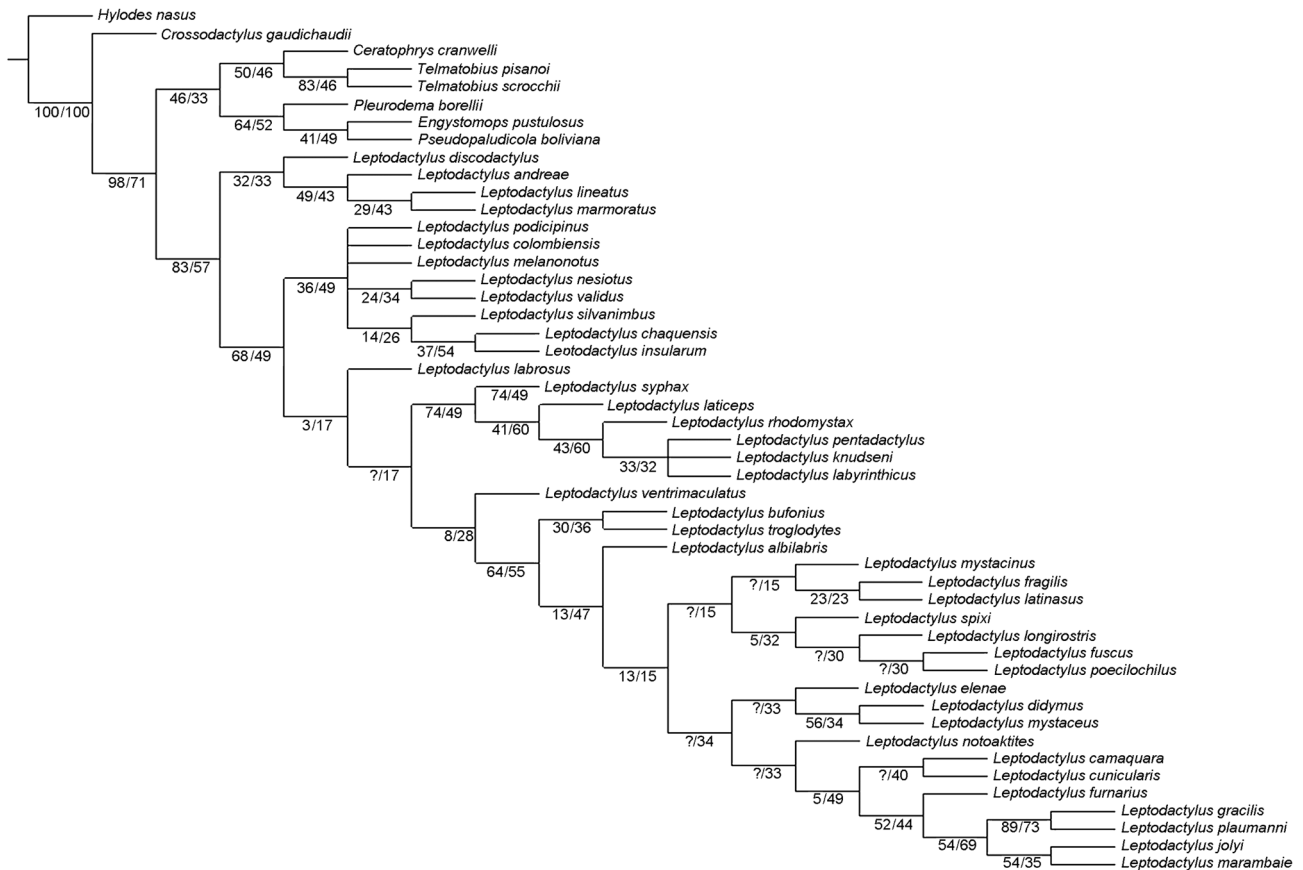 Hylodes nasus
Crossodactylus gaudichaudii
Ceratophrys cranwelli
50/46
Telmatobius pisanoi
83/46
Telmatobius scrocchii
46/33
Pleurodema borellii
100/100
64/52
Engystomops pustulosus
41/49
Pseudopaludicola boliviana
Leptodactylus discodactylus
98/71
32/33
Leptodactylus andreae
49/43
Leptodactylus lineatus
29/43
Leptodactylus marmoratus
Leptodactylus podicipinus
Leptodactylus colombiensis
Leptodactylus melanonotus
83/57
36/49
Leptodactylus nesiotus
24/34
Leptodactylus validus
Leptodactylus silvanimbus
14/26
Leptodactylus chaquensis
37/54
Leptodactylus insularum
68/49
Leptodactylus labrosus
Leptodactylus syphax
74/49
Leptodactylus laticeps
74/49
3/17
41/60
Leptodactylus rhodomystax
43/60
Leptodactylus pentadactylus
Leptodactylus knudseni
33/32
Leptodactylus labyrinthicus
?/17
Leptodactylus ventrimaculatus
Leptodactylus bufonius
30/36
Leptodactylus troglodytes
8/28
Leptodactylus albilabris
64/55
Leptodactylus mystacinus
?/15
Leptodactylus fragilis
23/23
Leptodactylus latinasus
13/47
?/15
Leptodactylus spixi
5/32
Leptodactylus longirostris
?/30
Leptodactylus fuscus
?/30
Leptodactylus poecilochilus
13/15
Leptodactylus elenae
?/33
Leptodactylus didymus
56/34
Leptodactylus mystaceus
?/34
Leptodactylus notoaktites
?/33
Leptodactylus camaquara
?/40
Leptodactylus cunicularis
5/49
Leptodactylus furnarius
52/44
Leptodactylus gracilis
89/73
Leptodactylus plaumanni
54/69
Leptodactylus jolyi
54/35
Leptodactylus marambaie